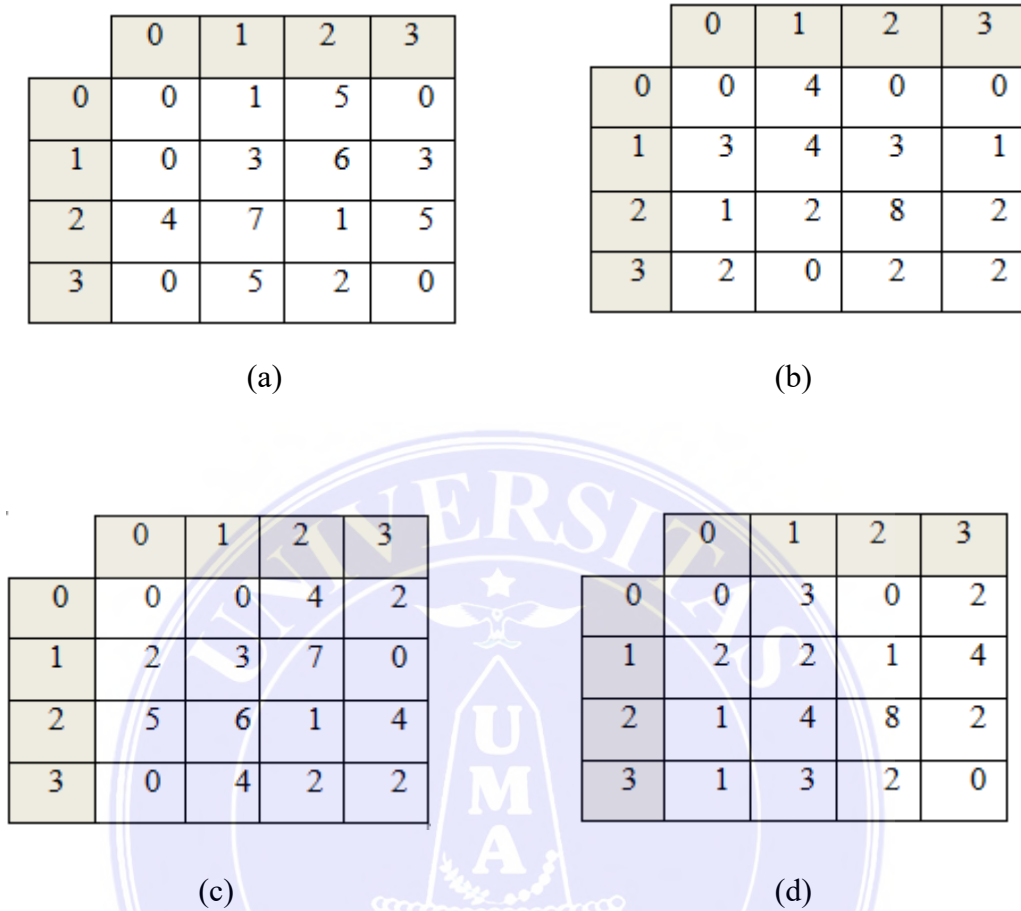 0 1 2 3
0 0 1 5 0
1 0 3 6 3
2 4 7 1 5
3 0 5 2 0
(a)
0 1 2 3
0 0 4 0 0
1 3 4 3 1
2 1 2 8 2
3 2 0 2 2
(b)
0 1 2 3
0 0 0 4 2
1 2 3 7 0
2 5 6 1 4
3 0 4 2 2
(c)
0 1 2 3
0 0 3 0 2
1 2 2 1 4
2 1 4 8 2
3 1 3 2 0
(d)
UNIVERSITAS
UMA